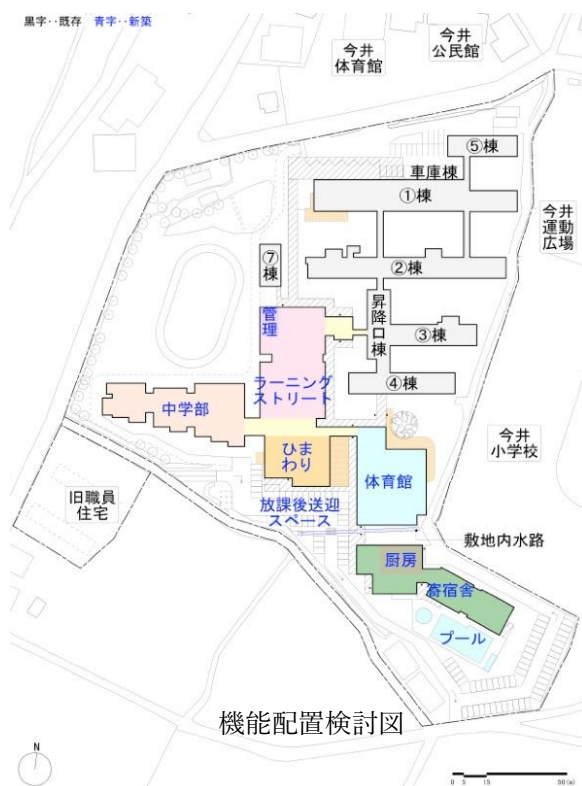 黒字‥既存 青字‥新築
今井
体育館
今井
公民館
⑤棟
車庫棟
①棟
今井
運動
広場
⑦
棟
②棟
管理
昇降口棟
③棟
ラーニング
ストリート
④棟
中学部
ひま
わり
体育館
今井
小学校
旧職員
住宅
放課後送迎
スペース
敷地内水路
厨房
寄宿舎
プール
機能配置検討図
N
0 5 15 50(m)